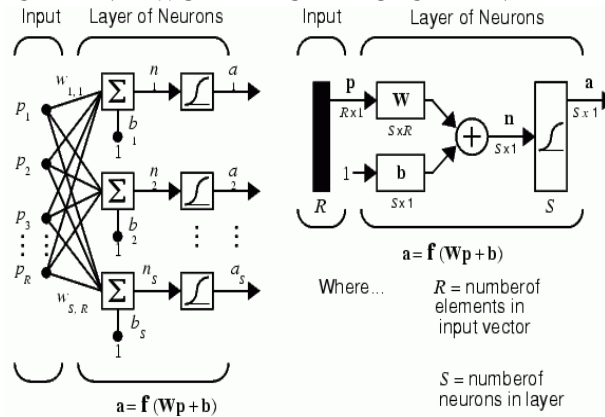 Input Layer of Neurons
w1,1 n1 a1
p1 Σ
b1
1
p2 n2 a2
Σ
p3 b2
1
pR nS aS
Σ
wS, R bS
1
a = f (Wp + b)
Input Layer of Neurons
p W a
Rx1 SxR n Sx1
+ Sx1
1 b
R Sx1 S
a = f (Wp + b)
Where... R = numberof
elements in
input vector
S = numberof
neurons in layer